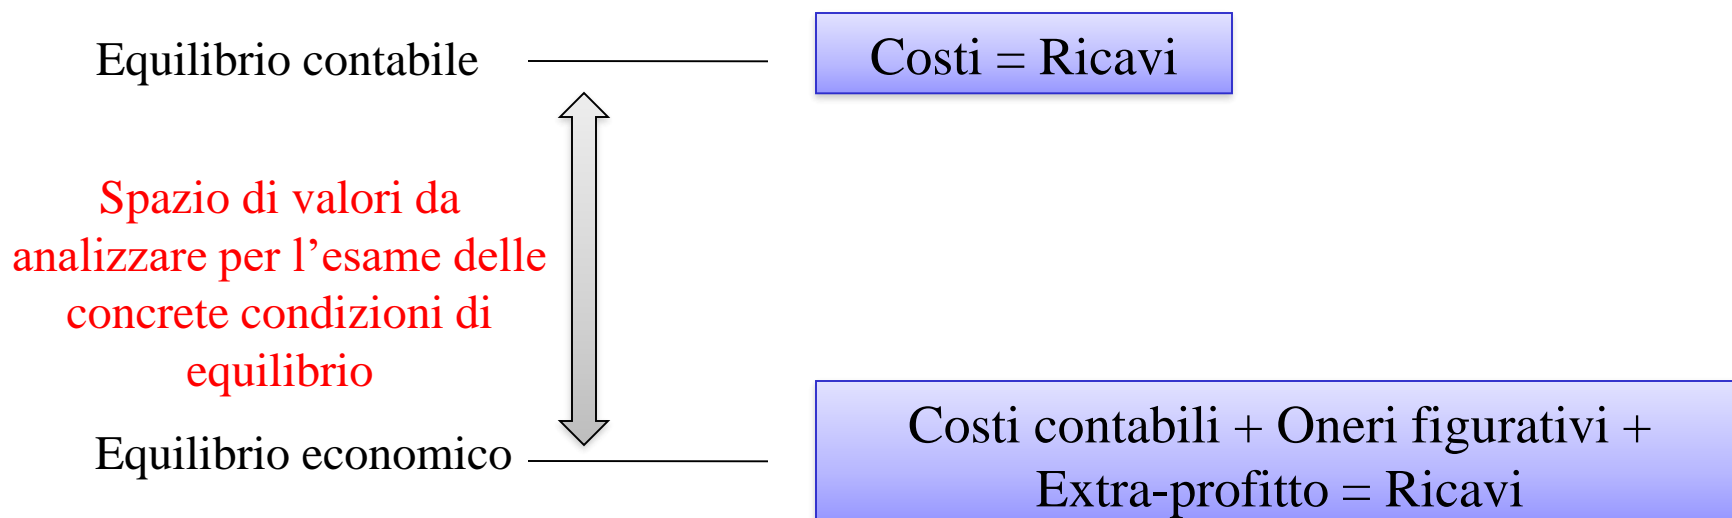 Equilibrio contabile
Costi = Ricavi
Spazio di valori da
analizzare per l’esame delle
concrete condizioni di
equilibrio
Equilibrio economico
Costi contabili + Oneri figurativi +
Extra-profitto = Ricavi